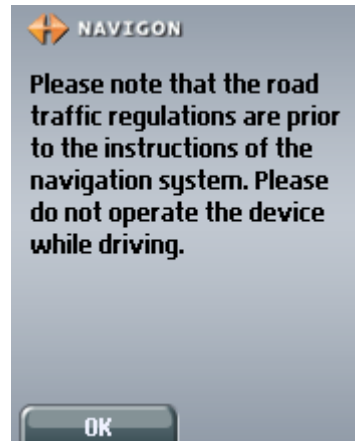 NAVIGON
Please note that the road
traffic regulations are prior
to the instructions of the
navigation system. Please
do not operate the device
while driving.
OK